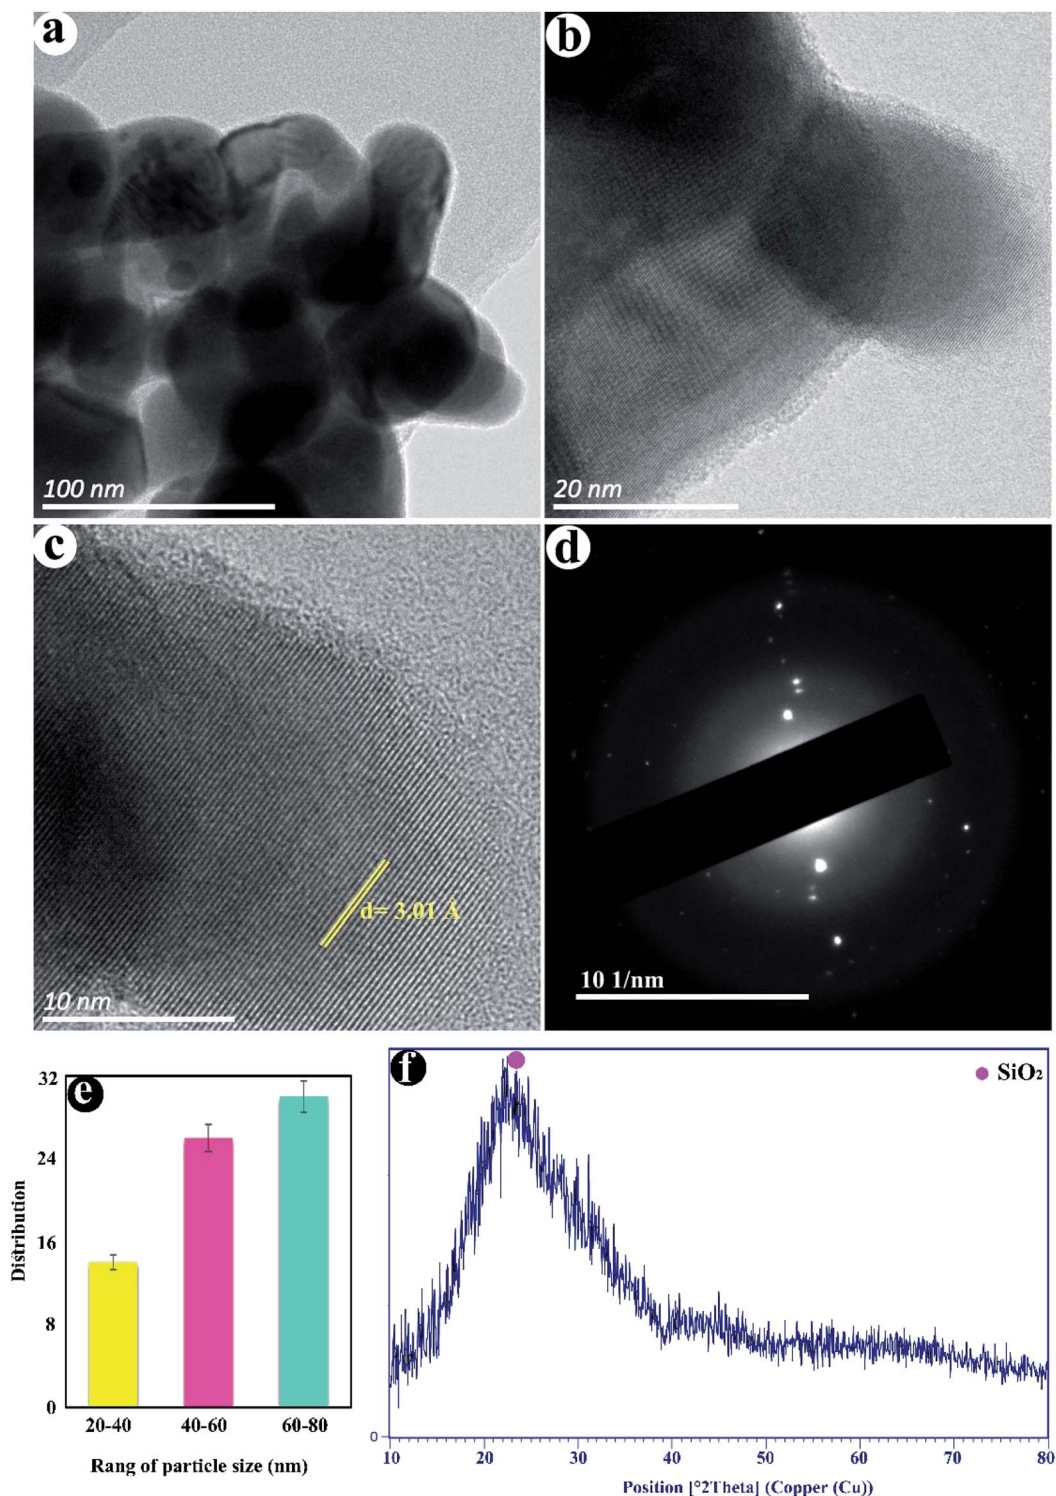 a
b
100 nm
20 nm
c
d
d= 3.01 Å
10 nm
10 1/nm
e
32
24
16
8
0
Distribution
20-40
40-60
60-80
Rang of particle size (nm)
f
SiO₂
0
10
20
30
40
50
60
70
80
Position [°2Theta] (Copper (Cu))